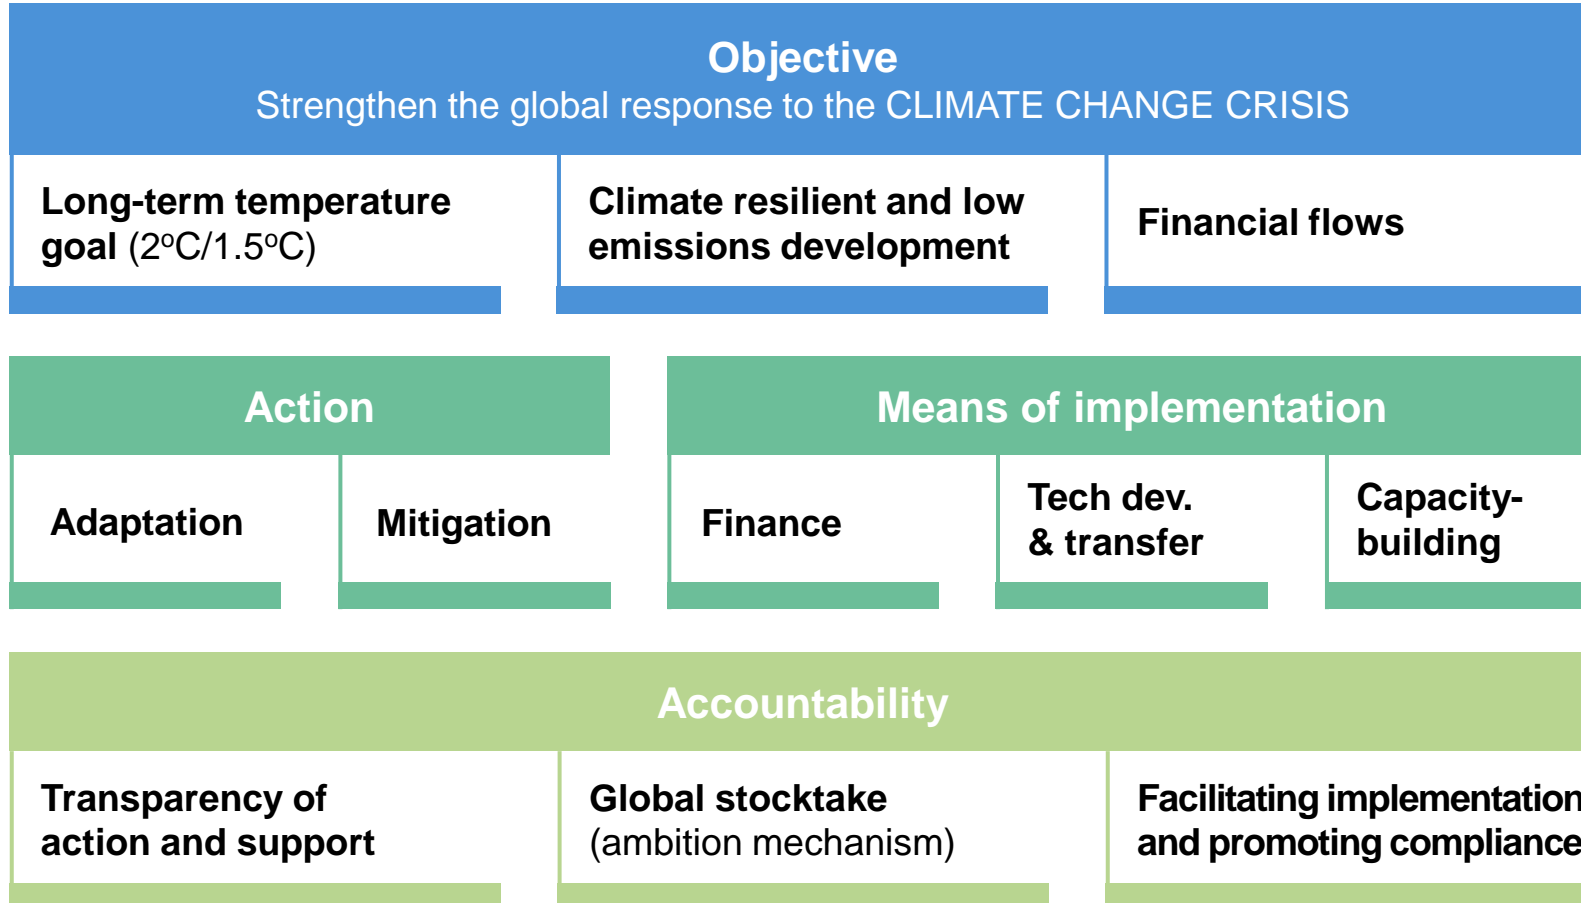 Objective
Strengthen the global response to the CLIMATE CHANGE CRISIS
Long-term temperature
goal (2ºC/1.5ºC)
Climate resilient and low
emissions development
Financial flows
Action
Adaptation
Mitigation
Means of implementation
Finance
Tech dev.
& transfer
Capacity-
building
Accountability
Transparency of
action and support
Global stocktake
(ambition mechanism)
Facilitating implementation
and promoting compliance